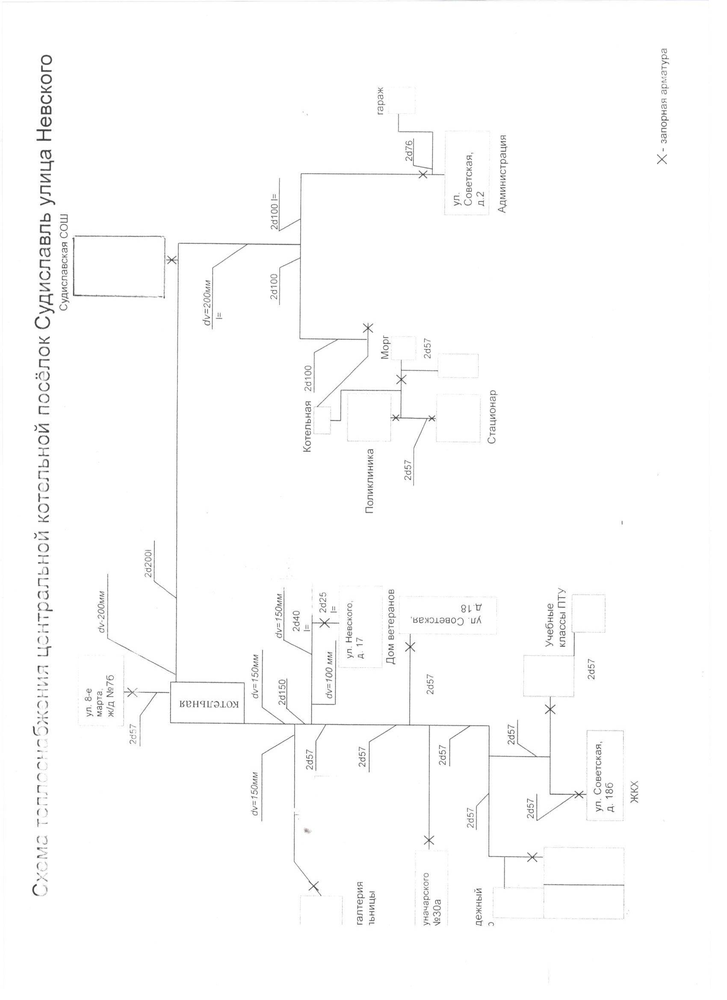 Схема теплоснабжения центральной котельной посёлок Судиславль улица Невского
Судиславская СОШ
ул. 8-е
марта,
ж/д №7б
2d57
dv-200мм
2d200l
котельная
dv=200мм
l=
2d100 l=
2d100
2d100
2d76
гараж
ул.
Советская,
д.2
Администрация
Котельная
Морг
2d57
Поликлиника
2d57
Стационар
dv=150мм
2d150
dv=150мм
2d40
l=
2d25
l=
dv=100 мм
ул. Невского,
д. 17
Дом ветеранов
ул. Советская,
д.18
2d57
dv=150мм
2d57
2d57
2d57
2d57
Учебные
классы ПТУ
2d57
2d57
2d57
ул. Советская,
д. 18б
ЖКХ
галтерия
льницы
уначарского
№30а
дежный
- запорная арматура